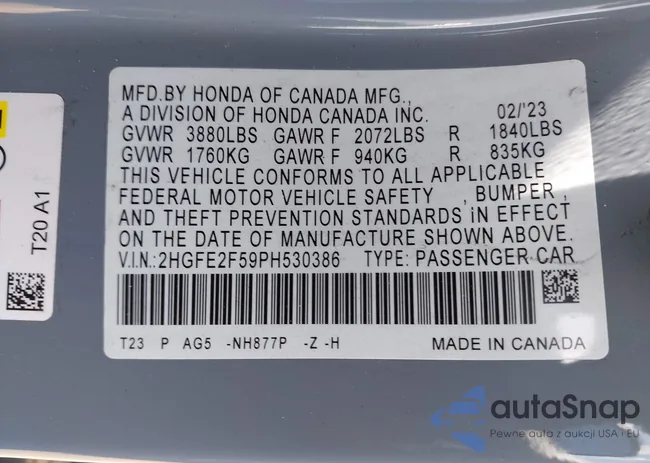 MFD.BY HONDA OF CANADA MFG.,
A DIVISION OF HONDA CANADA INC. 02/'23
GVWR 3880LBS GAWR F 2072LBS R 1840LBS
GVWR 1760KG GAWR F 940KG R 835KG
THIS VEHICLE CONFORMS TO ALL APPLICABLE
FEDERAL MOTOR VEHICLE SAFETY , BUMPER ,
AND THEFT PREVENTION STANDARDS iN EFFECT
ON THE DATE OF MANUFACTURE SHOWN ABOVE.
V.I.N.:2HGFE2F59PH530386 TYPE: PASSENGER CAR
T23 P AG5 -NH877P -Z -H MADE IN CANADA
T20 A1
autaSnap
Pewne auta z aukcji USA i EU